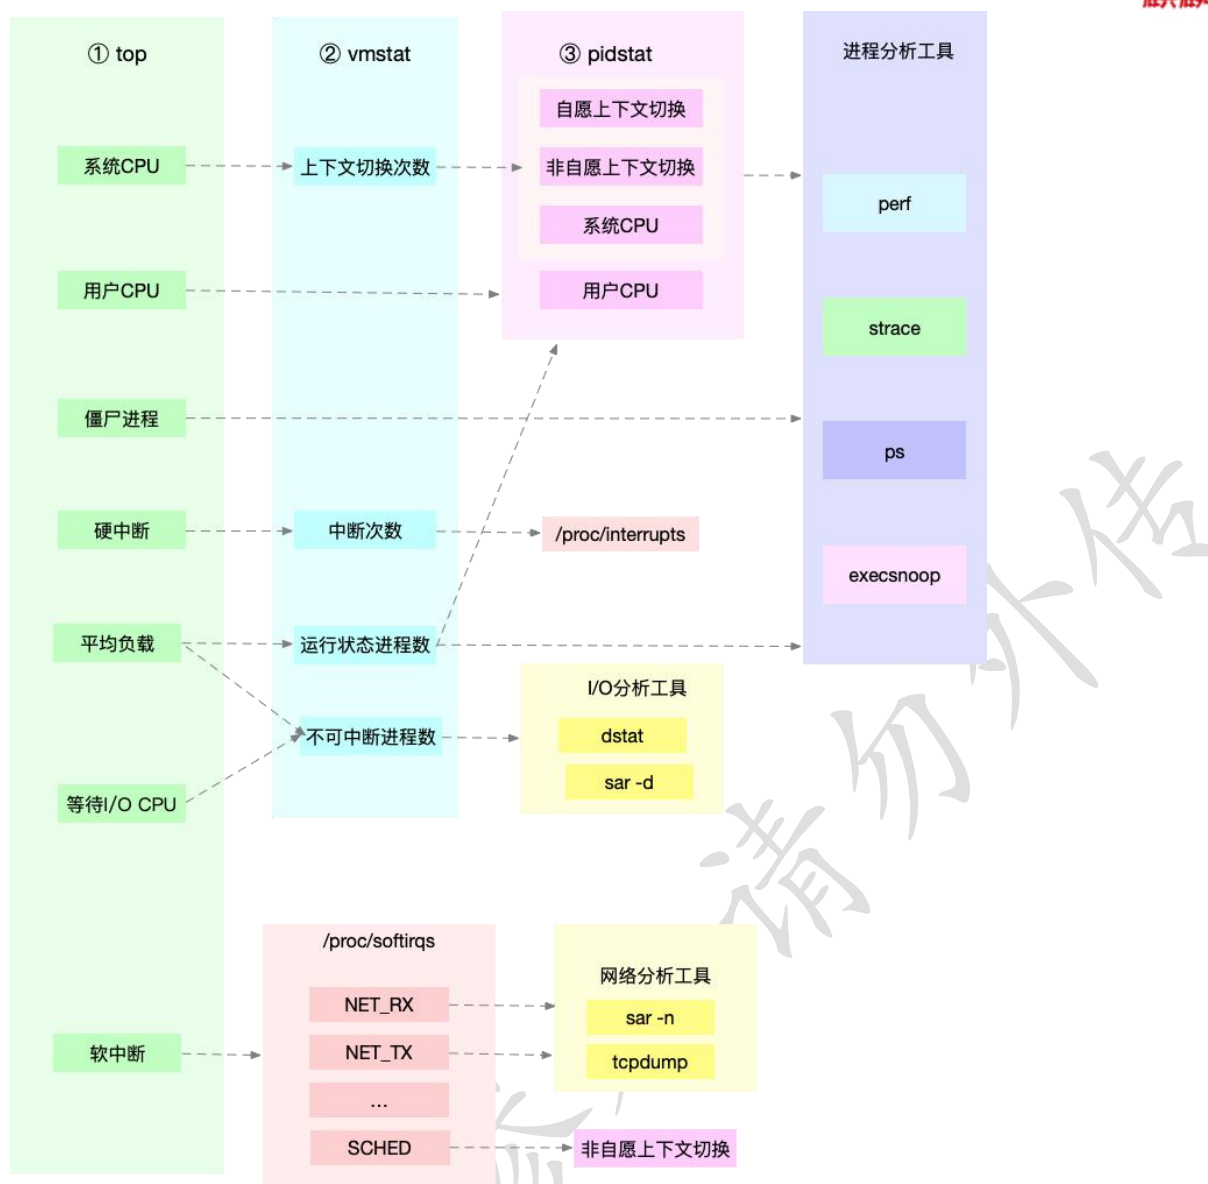 ① top
系统CPU
用户CPU
僵尸进程
硬中断
平均负载
等待I/O CPU
软中断
② vmstat
上下文切换次数
中断次数
运行状态进程数
不可中断进程数
③ pidstat
自愿上下文切换
非自愿上下文切换
系统CPU
用户CPU
/proc/interrupts
I/O分析工具
dstat
sar -d
进程分析工具
perf
strace
ps
execsnoop
/proc/softirqs
NET_RX
NET_TX
...
SCHED
网络分析工具
sar -n
tcpdump
非自愿上下文切换
请勿外传